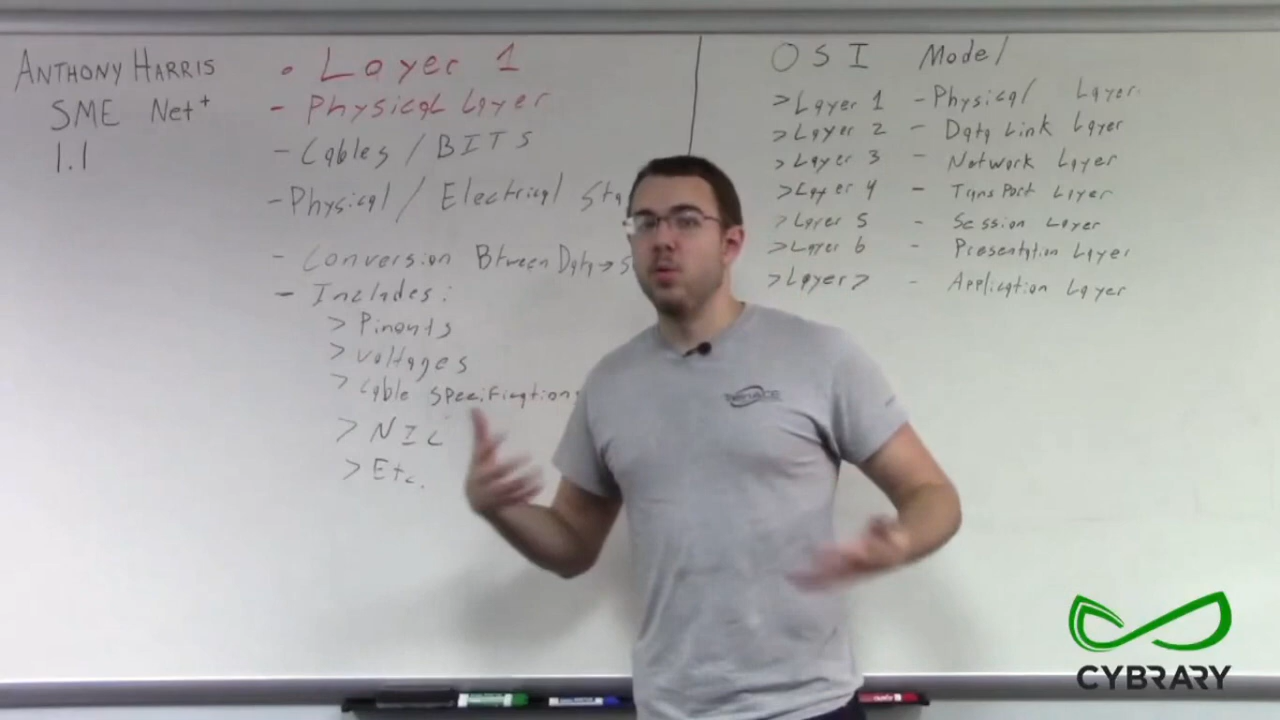 ANTHONY HARRIS
SME Net+
1.1
• Layer 1
- Physical Layer
- Cables / BITS
- Physical / Electrical
- Conversion Btween Data →
- Includes:
> Pinouts
> Voltages
> Cable Specifications
> NIC
> Etc.
OSI Model
> Layer 1 - Physical Layer
> Layer 2 - Data Link Layer
> Layer 3 - Network Layer
> Layer 4 - TransPort Layer
> Layer 5 - Session Layer
> Layer 6 - Presentation Layer
> Layer 7 - Application Layer
CYBRARY